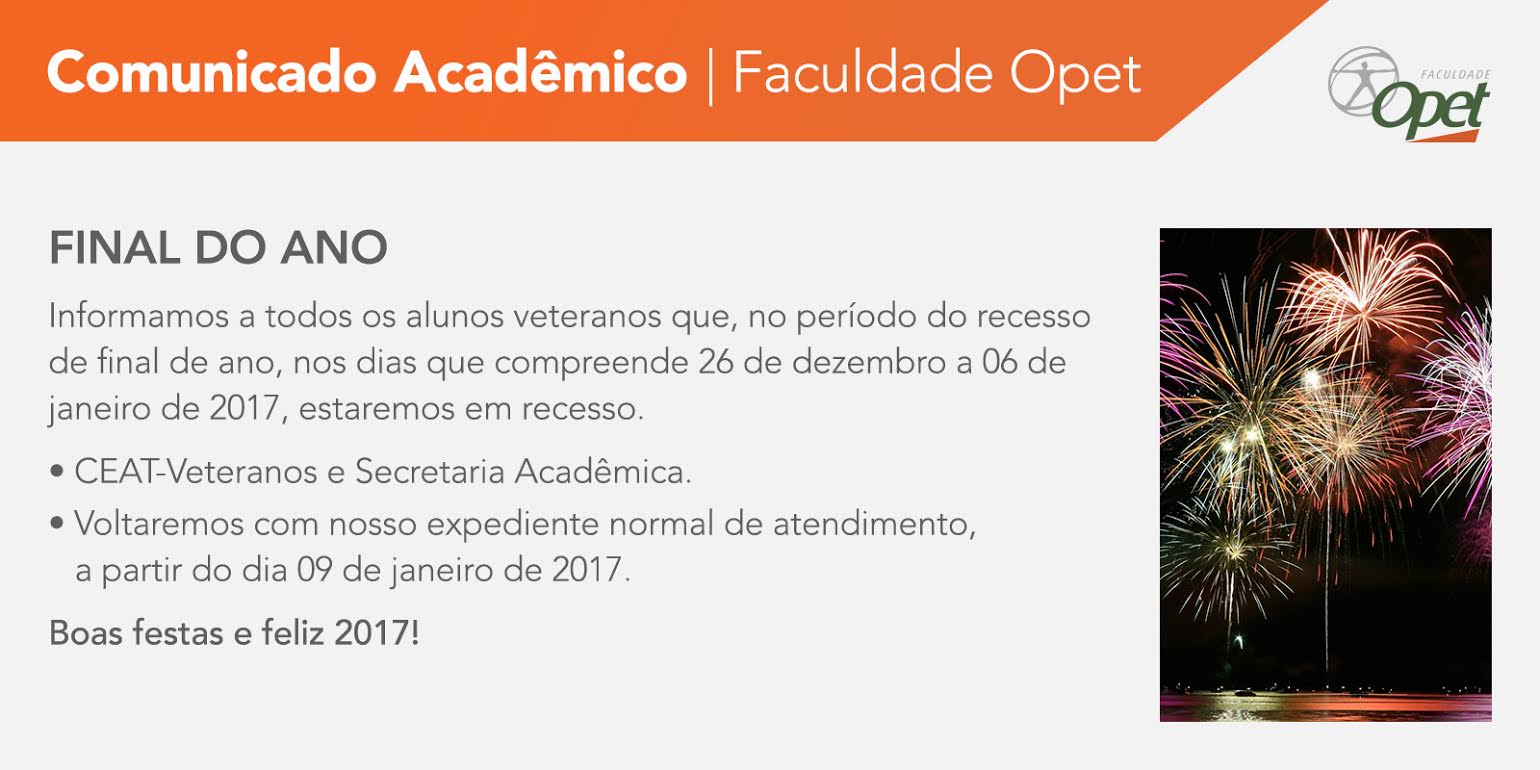 Comunicado Acadêmico | Faculdade Opet
FACULDADE
Opet
FINAL DO ANO
Informamos a todos os alunos veteranos que, no período do recesso
de final de ano, nos dias que compreende 26 de dezembro a 06 de
janeiro de 2017, estaremos em recesso.
• CEAT-Veteranos e Secretaria Acadêmica.
• Voltaremos com nosso expediente normal de atendimento,
a partir do dia 09 de janeiro de 2017.
Boas festas e feliz 2017!